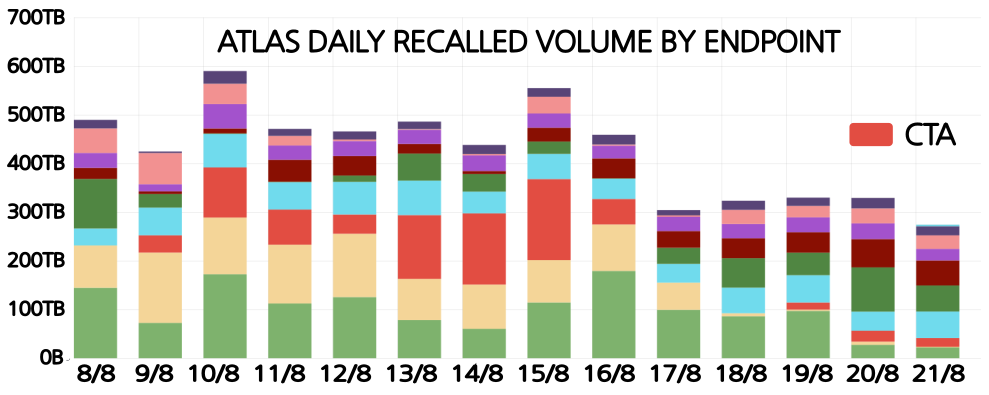 700TB
ATLAS DAILY RECALLED VOLUME BY ENDPOINT
600TB
500TB
CTA
400TB
300TB
200TB
100TB
0B
8/8 9/8 10/8 11/8 12/8 13/8 14/8 15/8 16/8 17/8 18/8 19/8 20/8 21/8